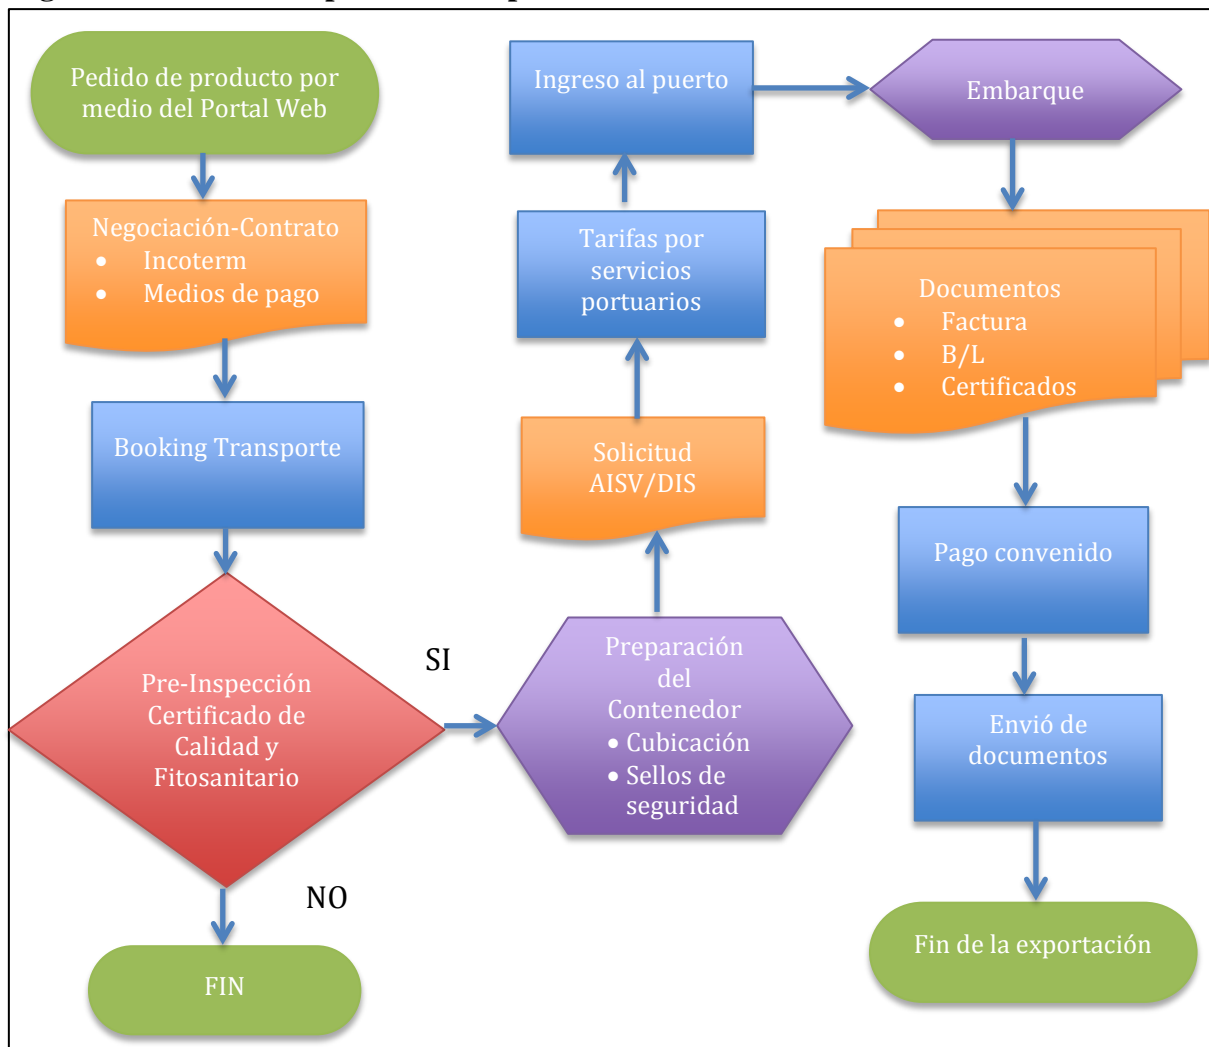 Pedido de producto por
medio del Portal Web
Negociación-Contrato
• Incoterm
• Medios de pago
Booking Transporte
Pre-Inspección
Certificado de
Calidad y
Fitosanitario
SI
NO
FIN
Preparación
del
Contenedor
• Cubicación
• Sellos de
seguridad
Solicitud
AISV/DIS
Tarifas por
servicios
portuarios
Ingreso al puerto
Embarque
Documentos
• Factura
• B/L
• Certificados
Pago convenido
Envió de
documentos
Fin de la exportación